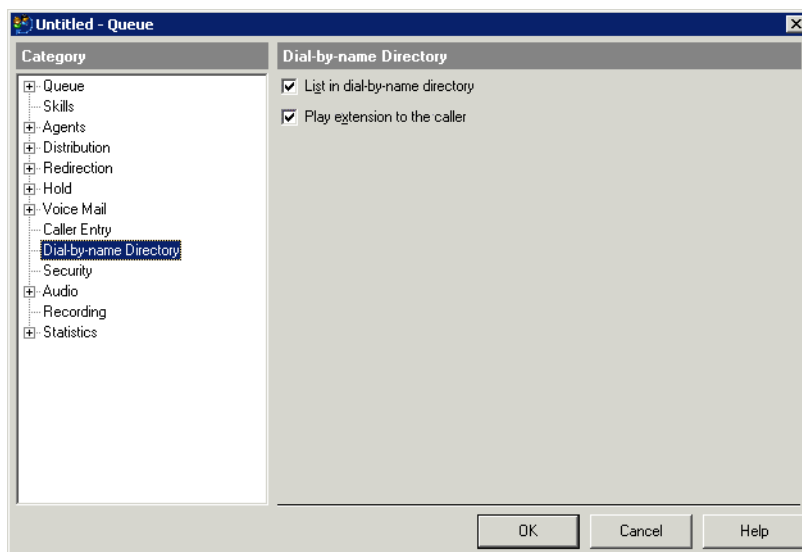 Untitled - Queue
Category
Queue
Skills
Agents
Distribution
Redirection
Hold
Voice Mail
Caller Entry
Dial-by-name Directory
Security
Audio
Recording
Statistics
Dial-by-name Directory
List in dial-by-name directory
Play extension to the caller
OK
Cancel
Help